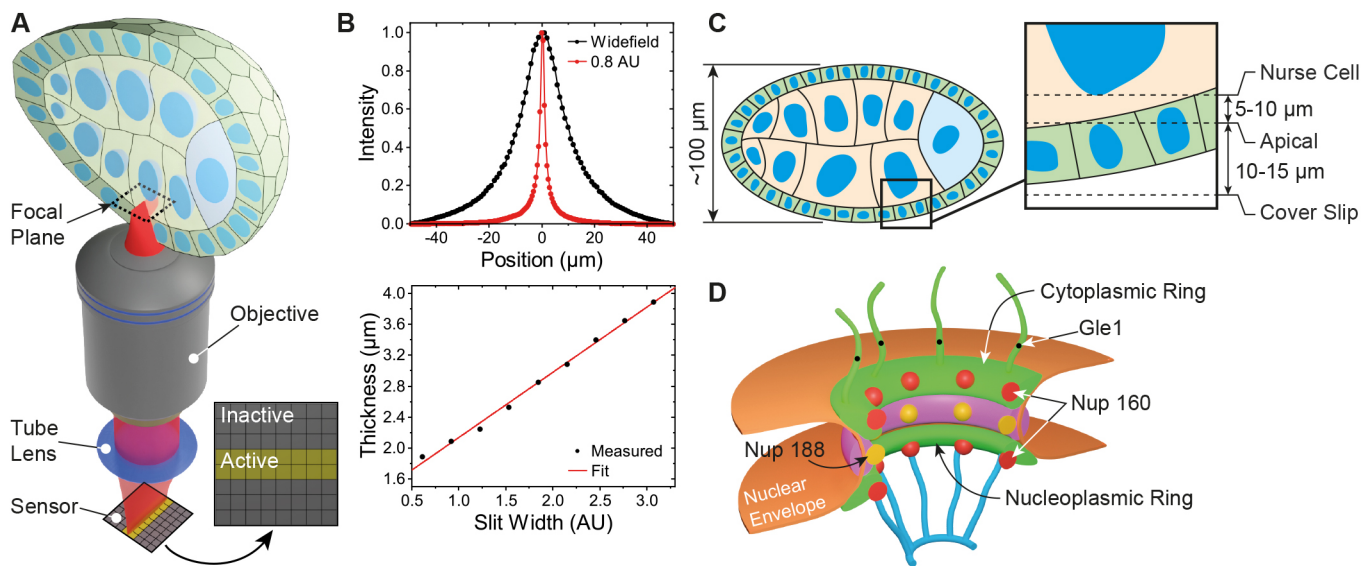 A
Focal
Plane
Objective
Tube
Lens
Sensor
Inactive
Active
B
Intensity
1.0
0.8
0.6
0.4
0.2
0.0
Widefield
0.8 AU
-40
-20
0
20
40
Position (µm)
Thickness (µm)
4.0
3.6
3.2
2.8
2.4
2.0
1.6
Measured
Fit
0.5
1.0
1.5
2.0
2.5
3.0
Slit Width (AU)
C
~100 µm
Nurse Cell
5-10 µm
Apical
10-15 µm
Cover Slip
D
Cytoplasmic Ring
Gle1
Nup 160
Nup 188
Nuclear
Envelope
Nucleoplasmic Ring